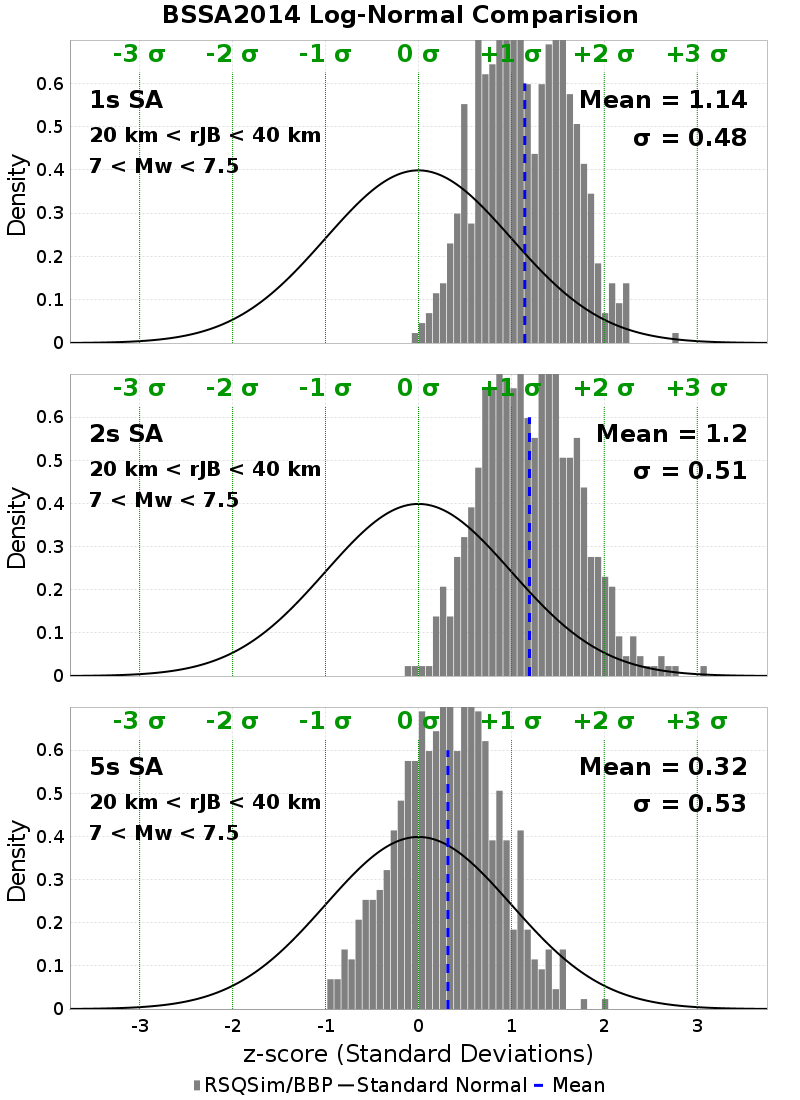 BSSA2014 Log-Normal Comparision
-3 σ -2 σ -1 σ 0 σ +1 σ +2 σ +3 σ
0.6
1s SA Mean = 1.14
0.5
20 km < rJB < 40 km σ = 0.48
7 < Mw < 7.5
0.4
Density
0.3
0.2
0.1
0
-3 σ -2 σ -1 σ 0 σ +1 σ +2 σ +3 σ
0.6
2s SA Mean = 1.2
0.5
20 km < rJB < 40 km σ = 0.51
7 < Mw < 7.5
0.4
Density
0.3
0.2
0.1
0
-3 σ -2 σ -1 σ 0 σ +1 σ +2 σ +3 σ
0.6
5s SA Mean = 0.32
0.5
20 km < rJB < 40 km σ = 0.53
7 < Mw < 7.5
0.4
Density
0.3
0.2
0.1
0
-3 -2 -1 0 1 2 3
z-score (Standard Deviations)
RSQSim/BBP Standard Normal Mean